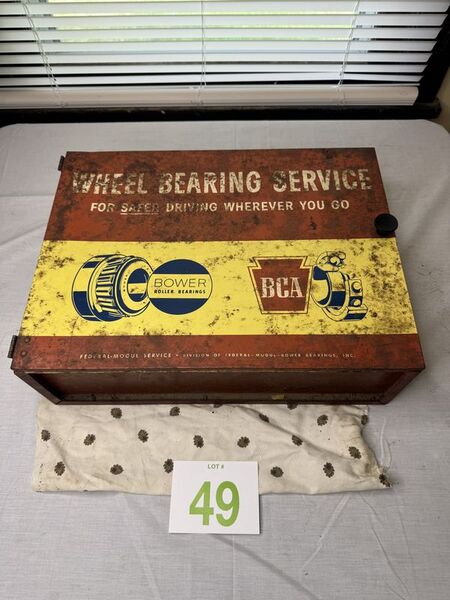 WHEEL BEARING SERVICE
FOR SAFER DRIVING WHEREVER YOU GO
BOWER
ROLLER BEARINGS
BCA
FEDERAL-MOGUL SERVICE • DIVISION OF FEDERAL-MOGUL-BOWER BEARINGS, INC.
LOT #
49